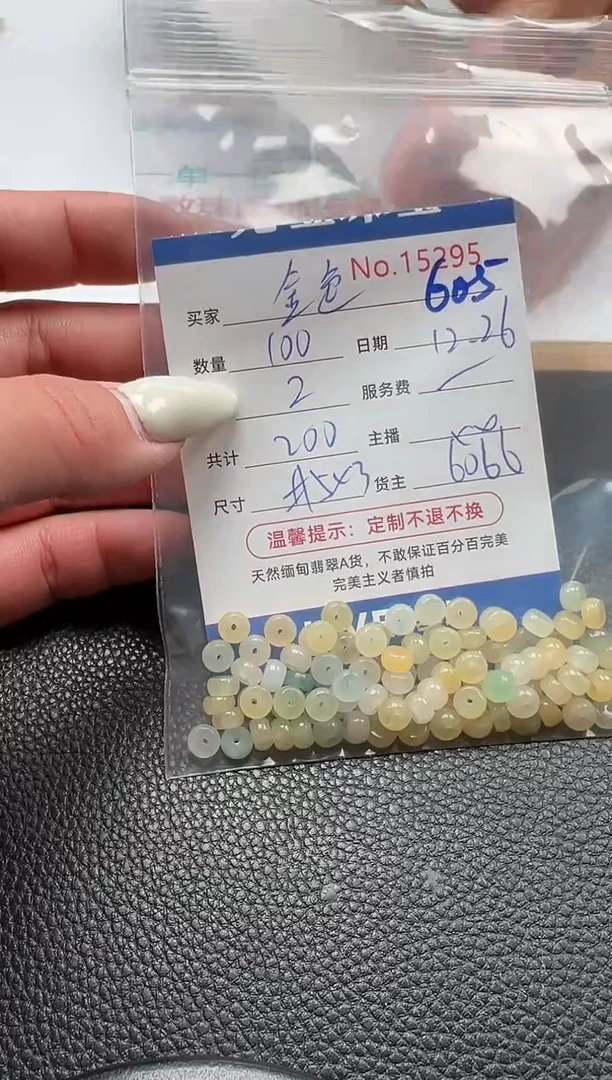 No.15295
买家 金色 605
数量 100 日期 12-26
2 服务费
共计 200 主播
尺寸 #5×3 货主 6066
温馨提示：定制不退不换
天然缅甸翡翠A货，不敢保证百分百完美
完美主义者慎拍